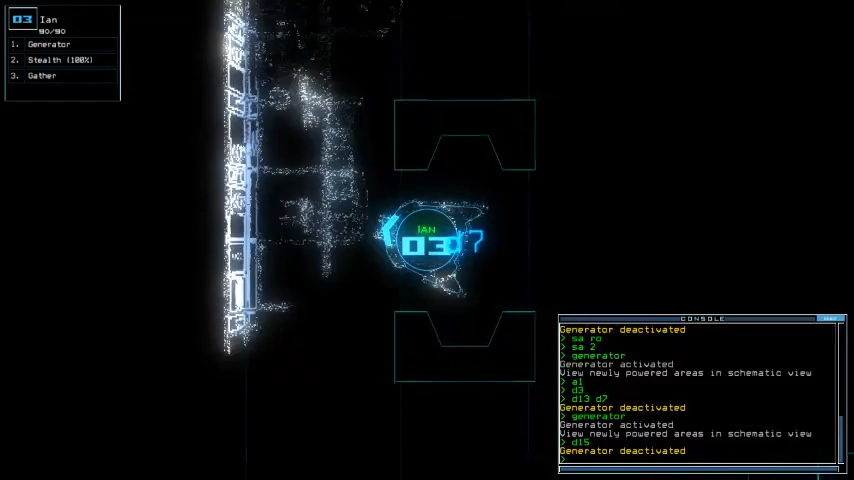 03 Ian
90/90
1. Generator
2. Stealth (100%)
3. Gather
IAN
03
d7
CONSOLE
Generator deactivated
> sa ro
> sa 2
> generator
Generator activated
View newly powered areas in schematic view
> a1
> d3
> d13 d7
Generator deactivated
> generator
Generator activated
View newly powered areas in schematic view
> d15
Generator deactivated
>